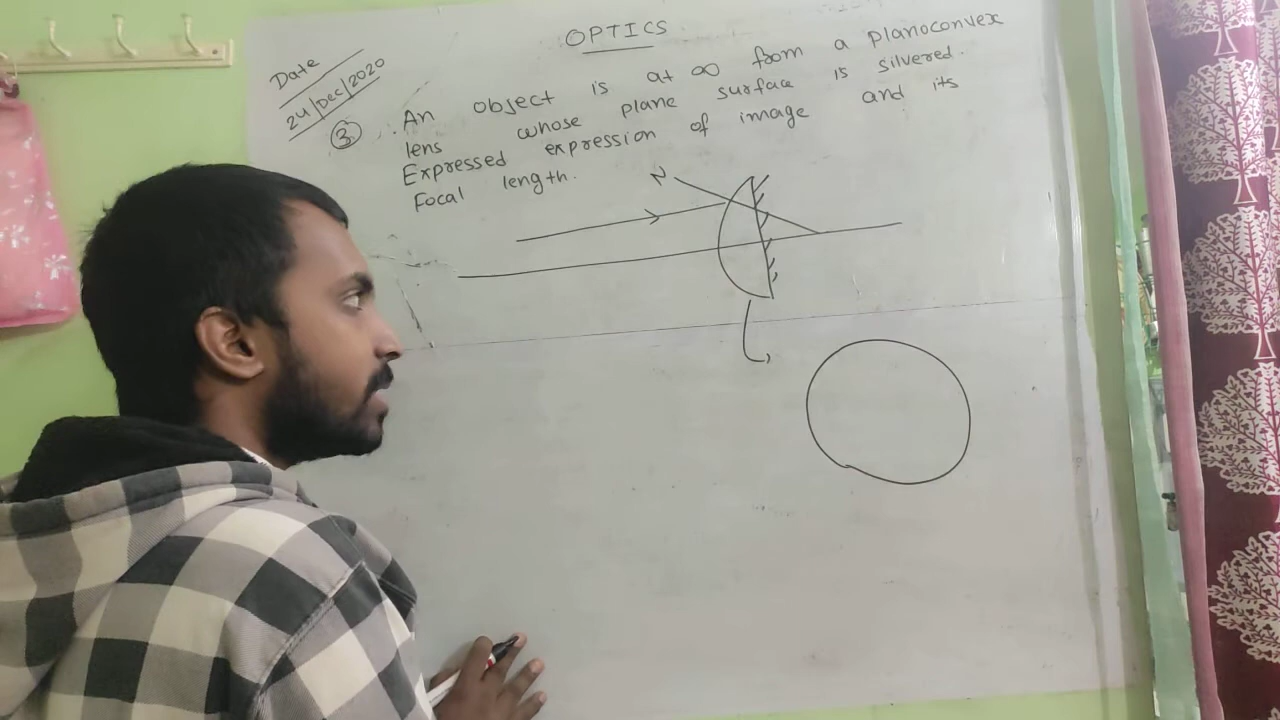 OPTICS
Date
24/Dec/2020
3 An object is at ∞ from a planoconvex
lens whose plane surface is silvered.
Expressed expression of image and its
Focal length.
N